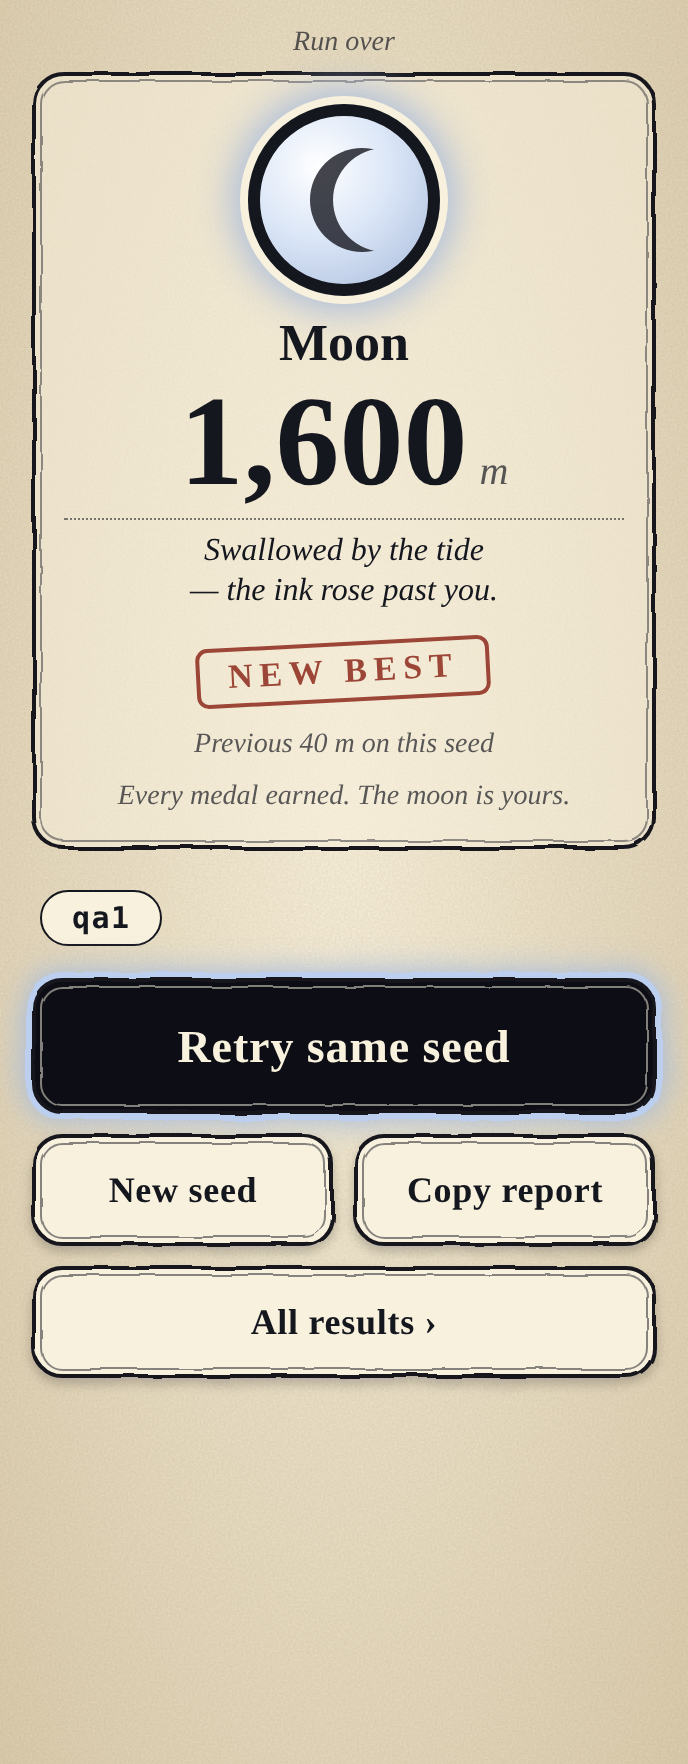 Run over
Moon
1,600 m
Swallowed by the tide
— the ink rose past you.
NEW BEST
Previous 40 m on this seed
Every medal earned. The moon is yours.
qa1
Retry same seed
New seed
Copy report
All results ›